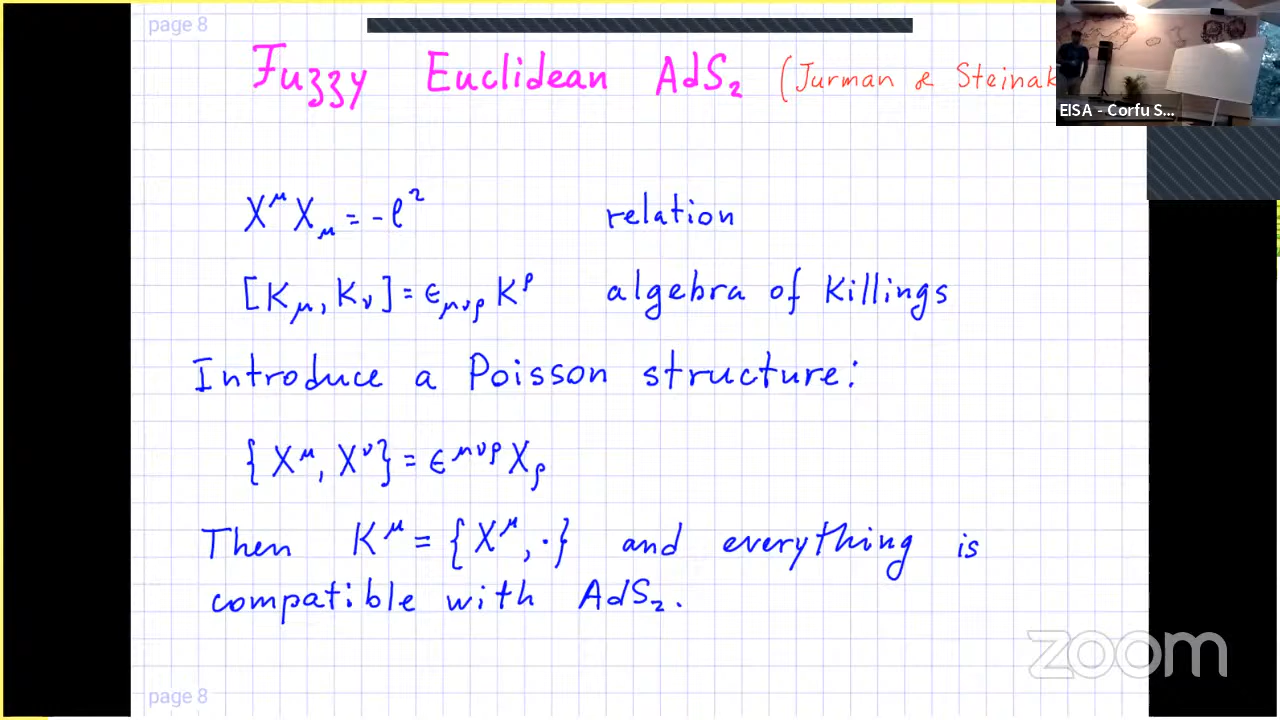 page 8
Fuzzy Euclidean AdS₂ (Jurman & Steinak
EISA - Corfu S...
X^μ X_μ = -ℓ² relation
[K_μ, K_ν] = ϵ_μνρ K^ρ algebra of Killings
Introduce a Poisson structure:
{X^μ, X^ν} = ϵ^μνρ X_ρ
Then K^μ = {X^μ, ·} and everything is
compatible with AdS₂.
zoom
page 8